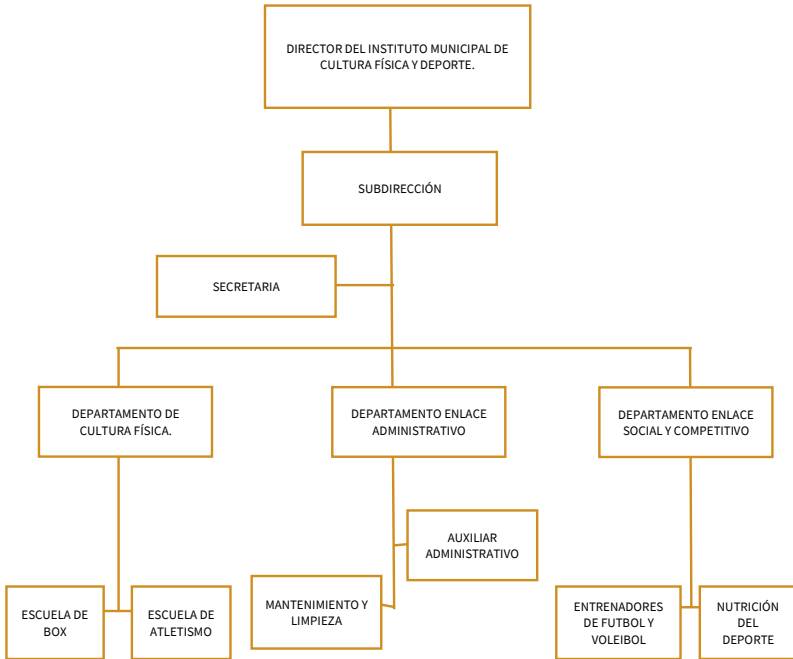 DIRECTOR DEL INSTITUTO MUNICIPAL DE
CULTURA FÍSICA Y DEPORTE.
SUBDIRECCIÓN
SECRETARIA
DEPARTAMENTO DE
CULTURA FÍSICA.
DEPARTAMENTO ENLACE
ADMINISTRATIVO
DEPARTAMENTO ENLACE
SOCIAL Y COMPETITIVO
AUXILIAR
ADMINISTRATIVO
ESCUELA DE
BOX
ESCUELA DE
ATLETISMO
MANTENIMIENTO Y
LIMPIEZA
ENTRENADORES
DE FUTBOL Y
VOLEIBOL
NUTRICIÓN
DEL
DEPORTE